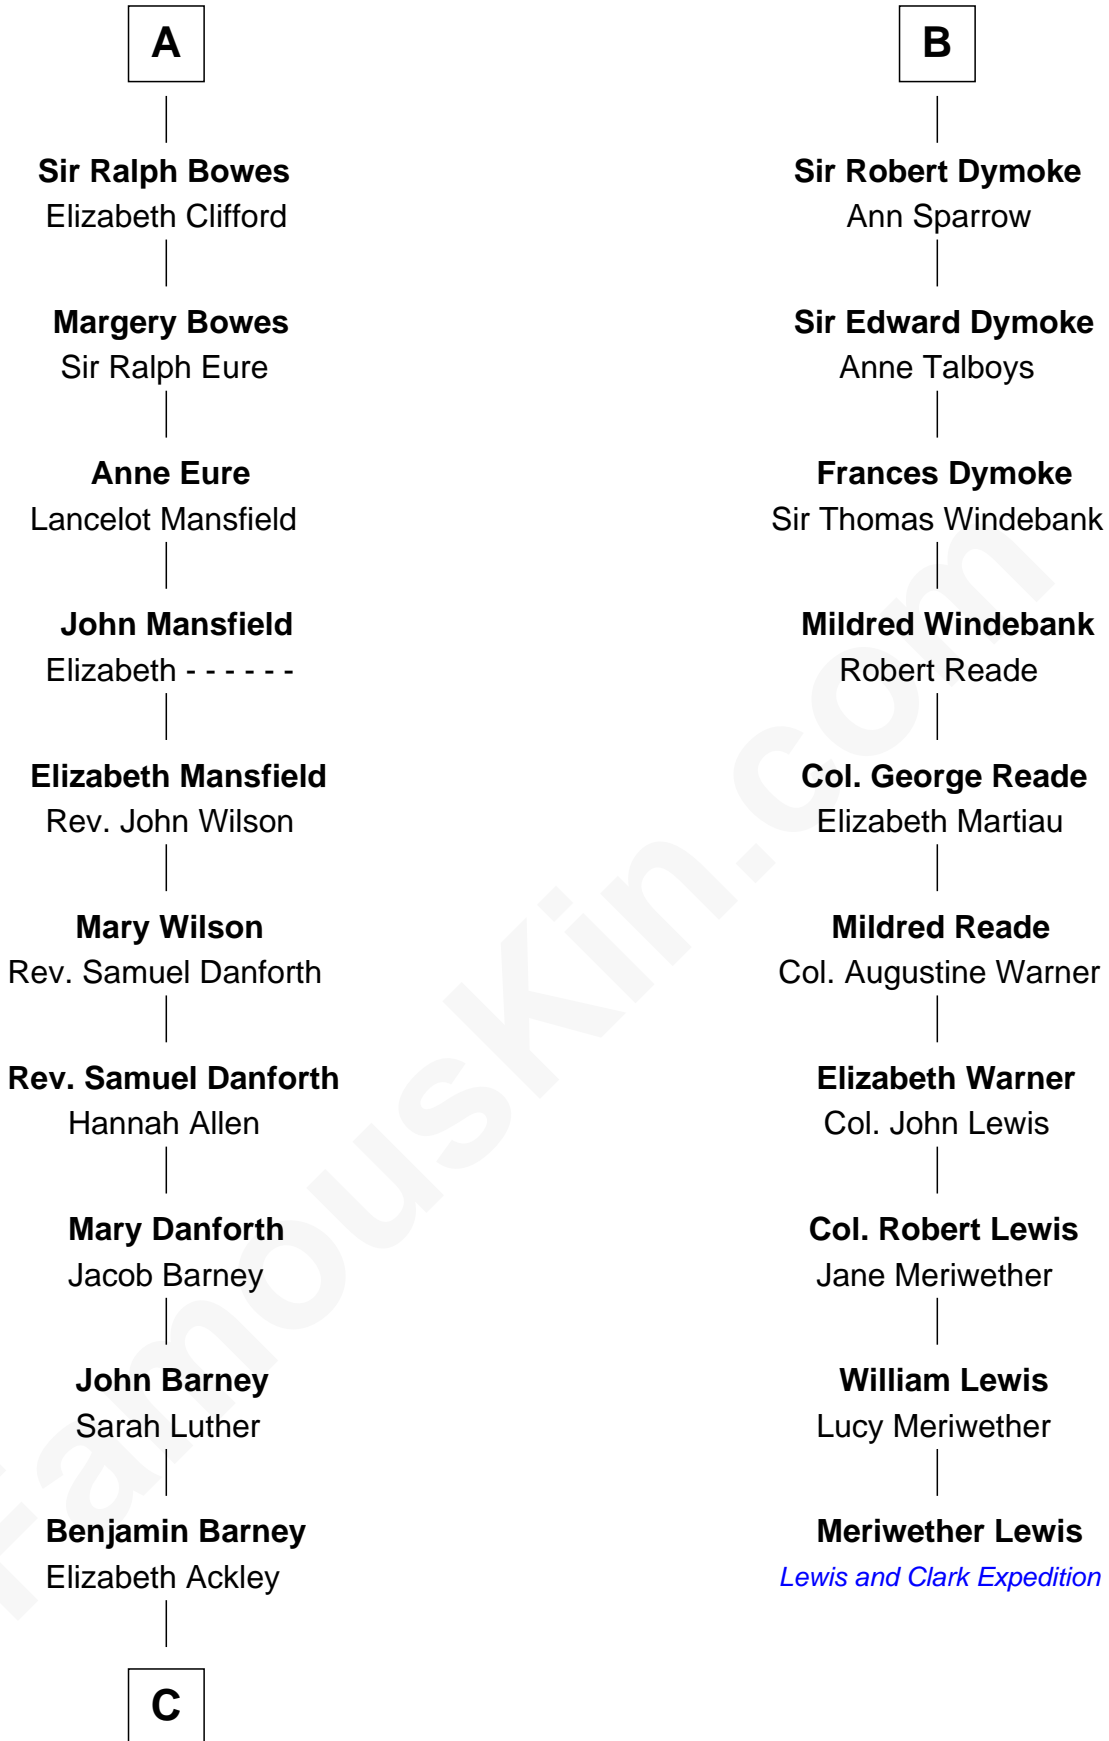 A
Sir Ralph Bowes
Elizabeth Clifford
Margery Bowes
Sir Ralph Eure
Anne Eure
Lancelot Mansfield
John Mansfield
Elizabeth - - - - - -
Elizabeth Mansfield
Rev. John Wilson
Mary Wilson
Rev. Samuel Danforth
Rev. Samuel Danforth
Hannah Allen
Mary Danforth
Jacob Barney
John Barney
Sarah Luther
Benjamin Barney
Elizabeth Ackley
C
B
Sir Robert Dymoke
Ann Sparrow
Sir Edward Dymoke
Anne Talboys
Frances Dymoke
Sir Thomas Windebank
Mildred Windebank
Robert Reade
Col. George Reade
Elizabeth Martiau
Mildred Reade
Col. Augustine Warner
Elizabeth Warner
Col. John Lewis
Col. Robert Lewis
Jane Meriwether
William Lewis
Lucy Meriwether
Meriwether Lewis
Lewis and Clark Expedition
FamousKin.com